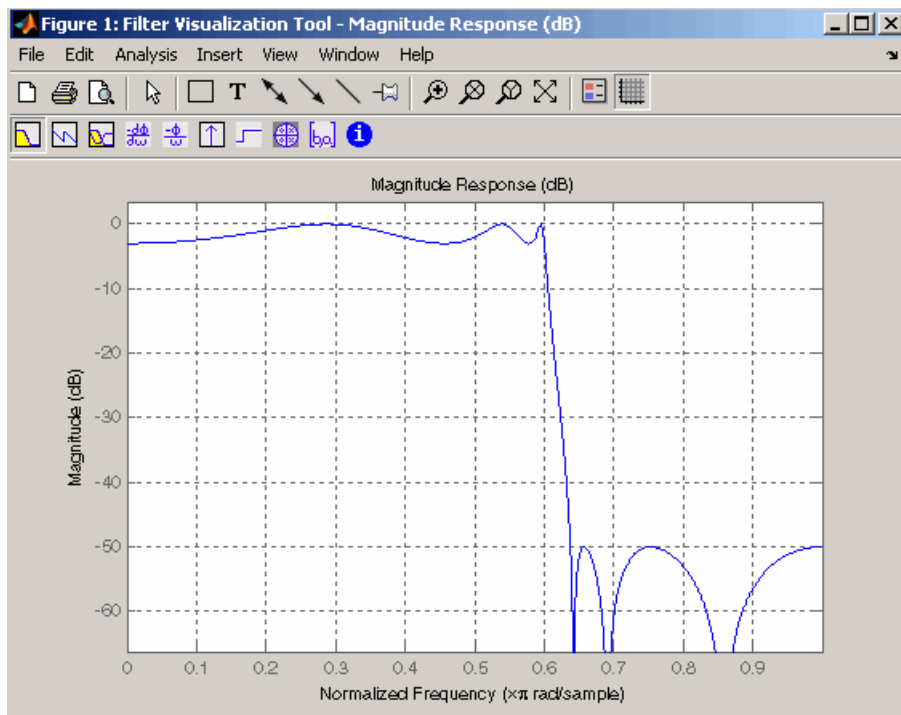 Figure 1: Filter Visualization Tool - Magnitude Response (dB)
File Edit Analysis Insert View Window Help
T
-dϕ
dω
-ϕ
ω
[b,a]
i
Magnitude Response (dB)
0
-10
-20
-30
-40
-50
-60
Magnitude (dB)
0 0.1 0.2 0.3 0.4 0.5 0.6 0.7 0.8 0.9
Normalized Frequency (×π rad/sample)